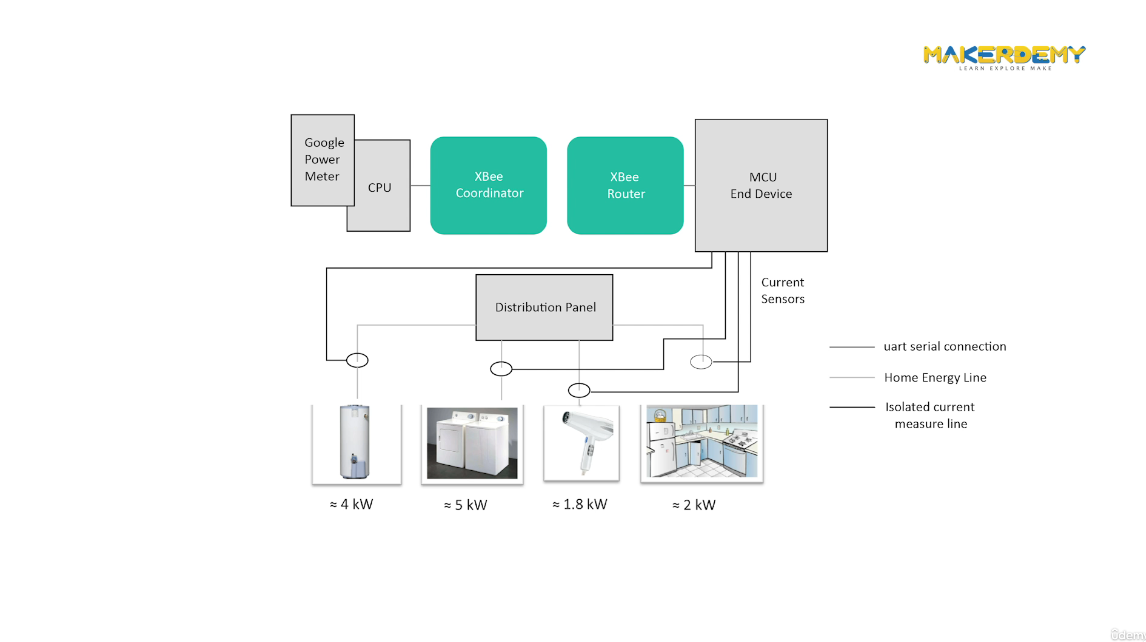 MAKERDEMY
LEARN EXPLORE MAKE
Google
Power
Meter
CPU
XBee
Coordinator
XBee
Router
MCU
End Device
Current
Sensors
Distribution Panel
uart serial connection
Home Energy Line
Isolated current
measure line
≈ 4 kW
≈ 5 kW
≈ 1.8 kW
≈ 2 kW